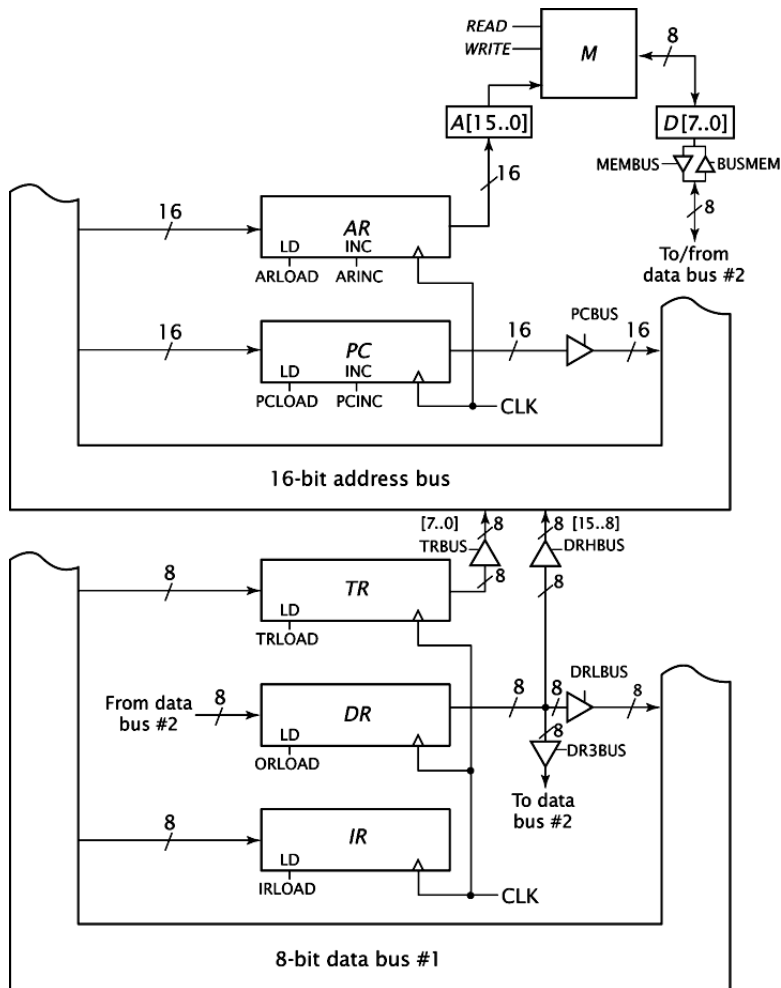 READ
WRITE
M
8
A[15..0]
D[7..0]
MEMBUS
BUSMEM
16
8
To/from
data bus #2
16
AR
LD
INC
ARLOAD
ARINC
PCBUS
16
PC
16
16
LD
INC
PCLOAD
PCINC
CLK
16-bit address bus
[7..0]
8
8
[15..8]
TRBUS
DRHBUS
8
8
8
TR
LD
TRLOAD
DRLBUS
From data
bus #2
8
DR
8
8
8
8
LD
ORLOAD
DR3BUS
To data
bus #2
8
IR
LD
IRLOAD
CLK
8-bit data bus #1